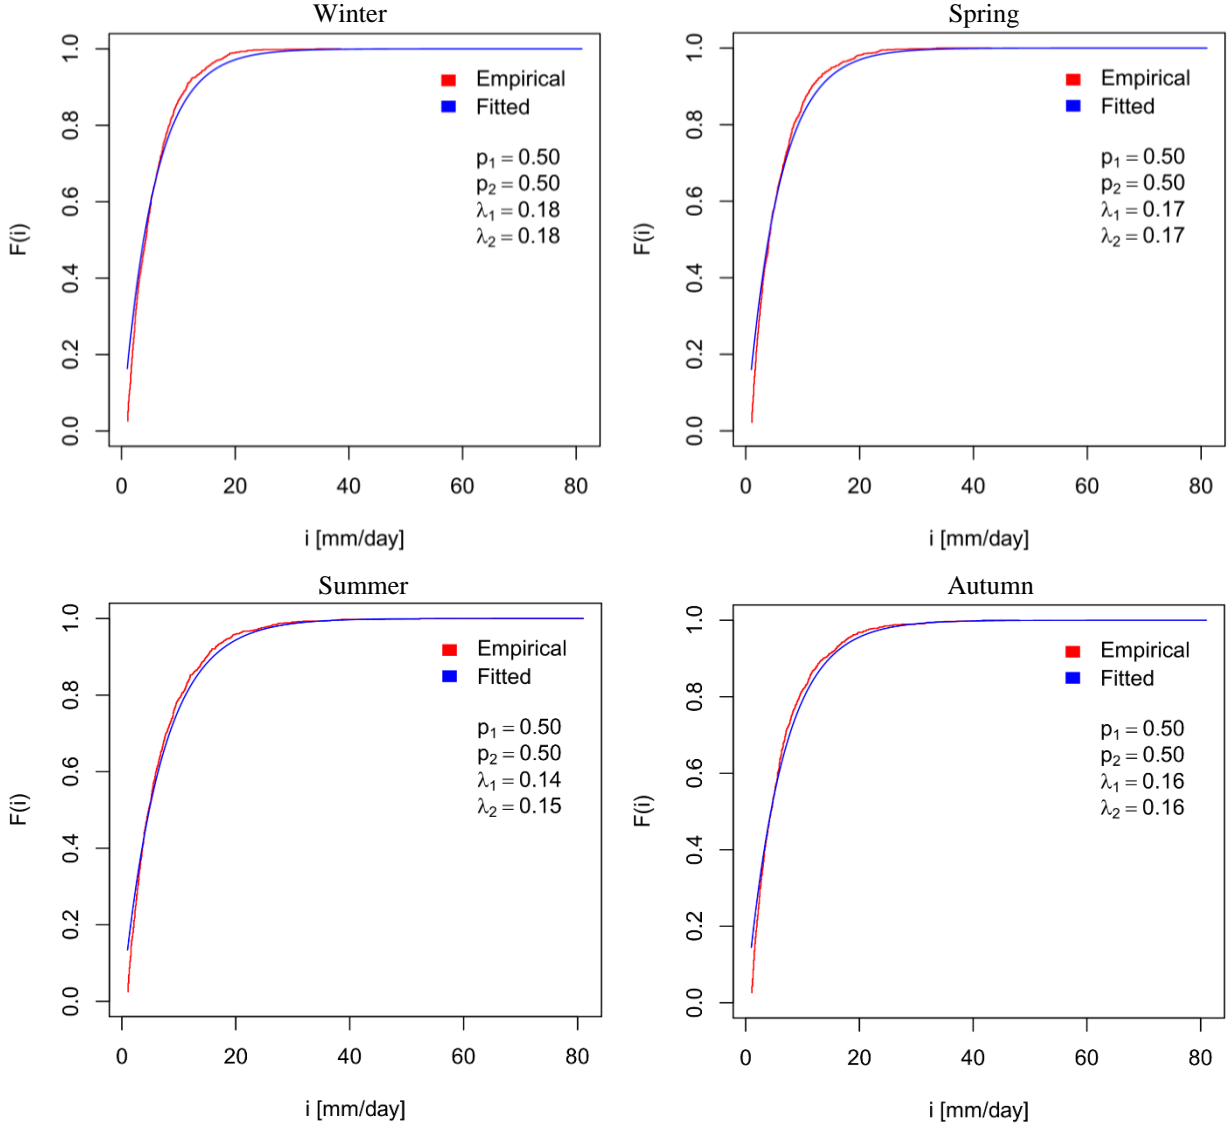 Winter
1.0
0.8
0.6
0.4
0.2
0.0
F(i)
Empirical
Fitted
p1 = 0.50
p2 = 0.50
λ1 = 0.18
λ2 = 0.18
0 20 40 60 80
i [mm/day]
Spring
1.0
0.8
0.6
0.4
0.2
0.0
F(i)
Empirical
Fitted
p1 = 0.50
p2 = 0.50
λ1 = 0.17
λ2 = 0.17
0 20 40 60 80
i [mm/day]
Summer
1.0
0.8
0.6
0.4
0.2
0.0
F(i)
Empirical
Fitted
p1 = 0.50
p2 = 0.50
λ1 = 0.14
λ2 = 0.15
0 20 40 60 80
i [mm/day]
Autumn
1.0
0.8
0.6
0.4
0.2
0.0
F(i)
Empirical
Fitted
p1 = 0.50
p2 = 0.50
λ1 = 0.16
λ2 = 0.16
0 20 40 60 80
i [mm/day]